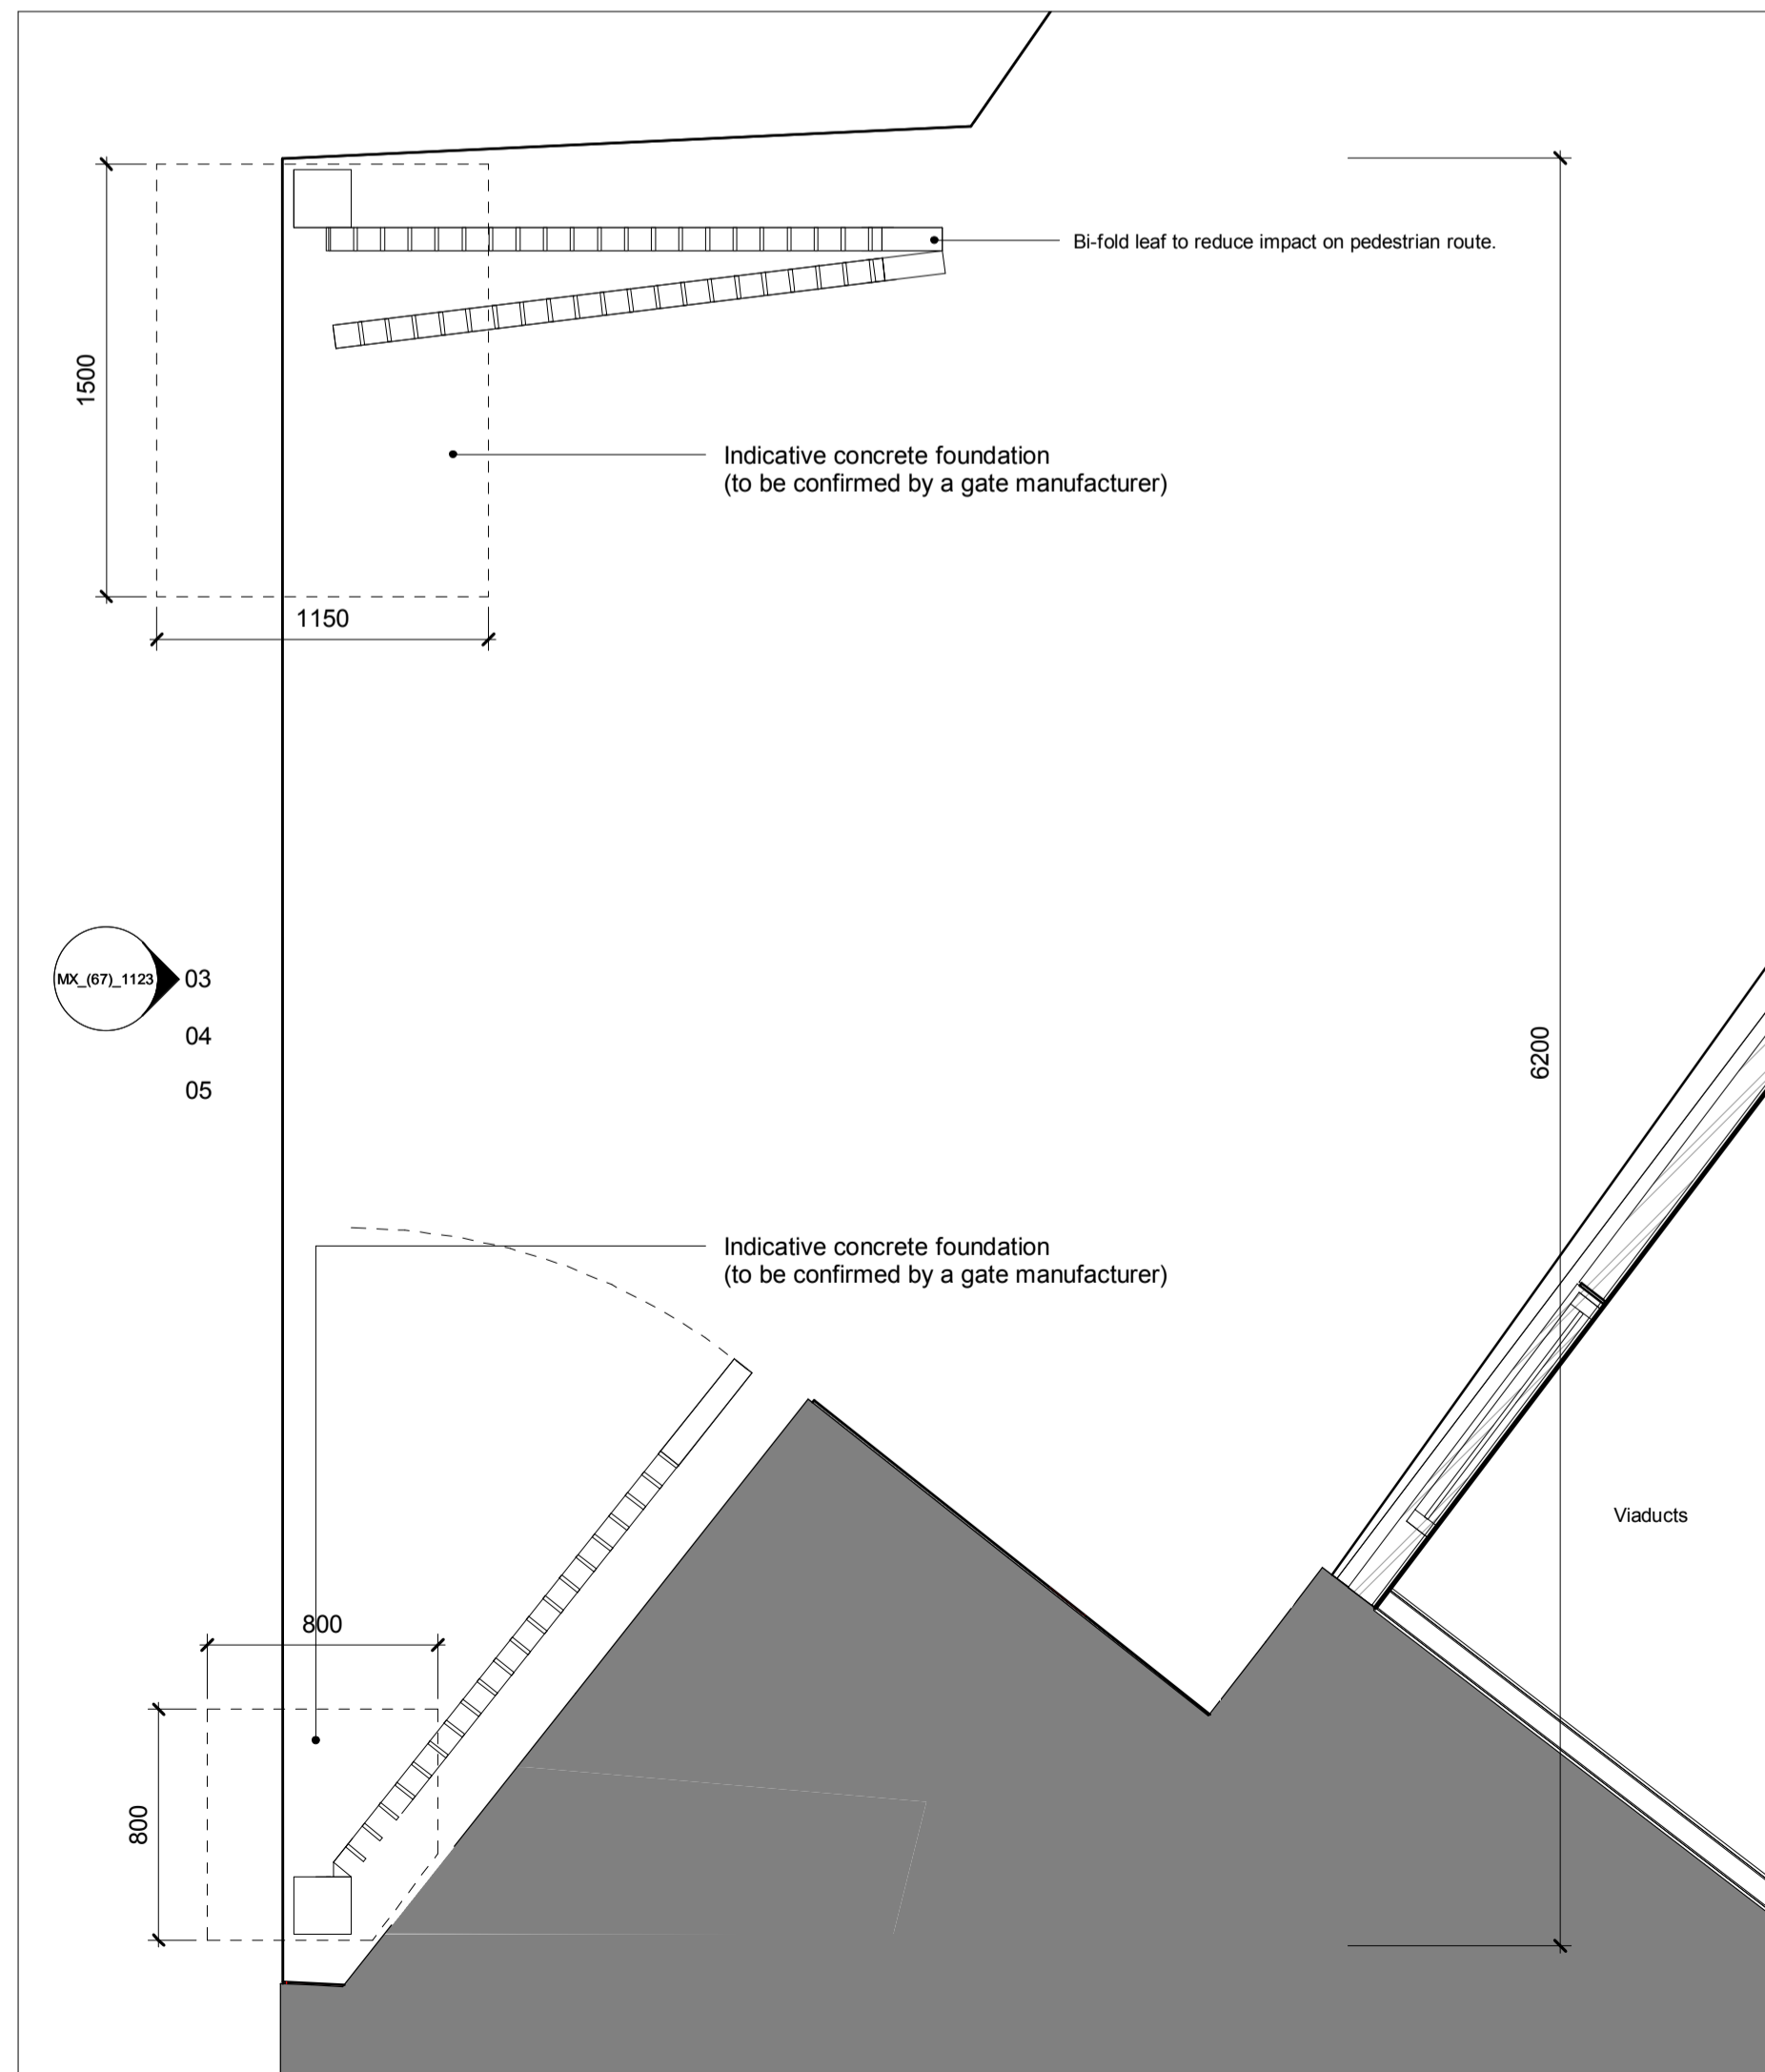 Bi-fold leaf to reduce impact on pedestrian route.
1500
Indicative concrete foundation
(to be confirmed by a gate manufacturer)
1150
MX_(67)_1123
03
04
05
6200
Indicative concrete foundation
(to be confirmed by a gate manufacturer)
Viaducts
800
800